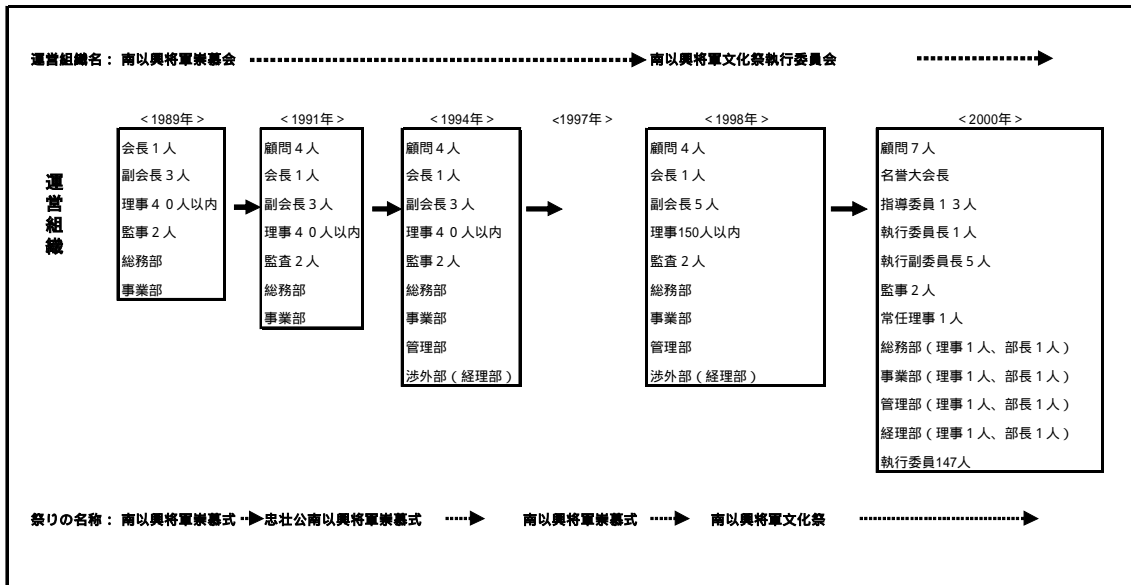 運営組織名： 南以興将軍崇慕会 南以興将軍文化祭執行委員会
＜1989年＞ ＜1991年＞ ＜1994年＞ <1997年＞ ＜1998年＞ ＜2000年＞
運営組織
会長１人
副会長３人
理事４０人以内
監事２人
総務部
事業部
顧問４人
会長１人
副会長３人
理事４０人以内
監査２人
総務部
事業部
顧問４人
会長１人
副会長３人
理事４０人以内
監事２人
総務部
事業部
管理部
渉外部（経理部）
顧問４人
会長１人
副会長５人
理事150人以内
監査２人
総務部
事業部
管理部
渉外部（経理部）
顧問７人
名誉大会長
指導委員１３人
執行委員長１人
執行副委員長５人
監事２人
常任理事１人
総務部（理事１人、部長１人）
事業部（理事１人、部長１人）
管理部（理事１人、部長１人）
経理部（理事１人、部長１人）
執行委員147人
祭りの名称： 南以興将軍崇慕式 忠壮公南以興将軍崇慕式 南以興将軍崇慕式 南以興将軍文化祭